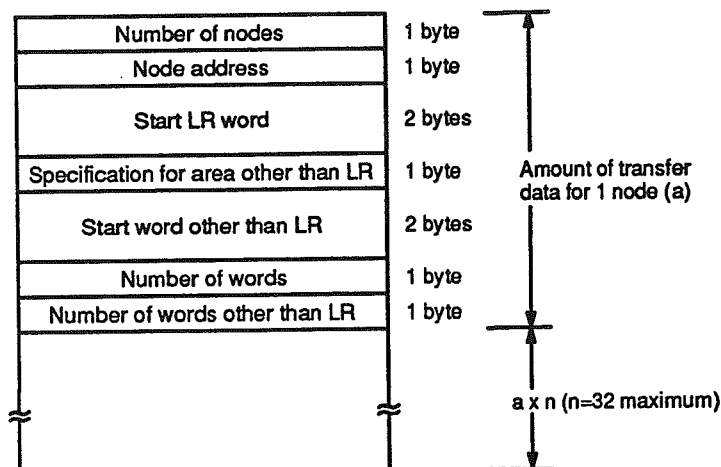 Number of nodes 1 byte
Node address 1 byte
Start LR word 2 bytes
Specification for area other than LR 1 byte
Amount of transfer
data for 1 node (a)
Start word other than LR 2 bytes
Number of words 1 byte
Number of words other than LR 1 byte
a x n (n=32 maximum)